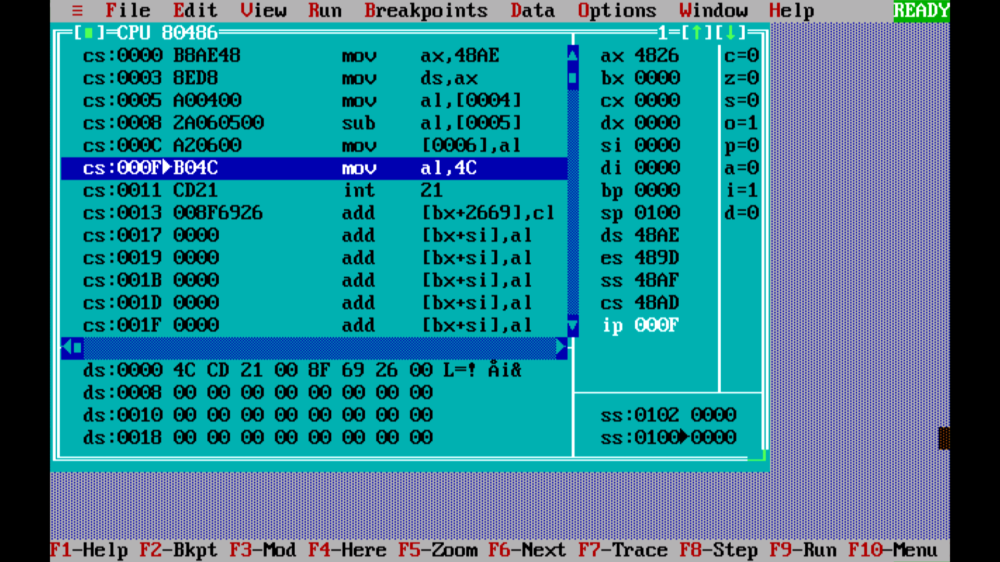 ≡ File Edit View Run Breakpoints Data Options Window Help READY
[■]=CPU 80486 1=[↑][↓]
cs:0000 B8AE48 mov ax,48AE ax 4826 c=0
cs:0003 8ED8 mov ds,ax bx 0000 z=0
cs:0005 A00400 mov al,[0004] cx 0000 s=0
cs:0008 2A060500 sub al,[0005] dx 0000 o=1
cs:000C A20600 mov [0006],al si 0000 p=0
cs:000F►B04C mov al,4C di 0000 a=0
cs:0011 CD21 int 21 bp 0000 i=1
cs:0013 008F6926 add [bx+2669],cl sp 0100 d=0
cs:0017 0000 add [bx+si],al ds 48AE
cs:0019 0000 add [bx+si],al es 489D
cs:001B 0000 add [bx+si],al ss 48AF
cs:001D 0000 add [bx+si],al cs 48AD
cs:001F 0000 add [bx+si],al ip 000F
ds:0000 4C CD 21 00 8F 69 26 00 L=! Åi&
ds:0008 00 00 00 00 00 00 00 00
ds:0010 00 00 00 00 00 00 00 00 ss:0102 0000
ds:0018 00 00 00 00 00 00 00 00 ss:0100►0000
F1-Help F2-Bkpt F3-Mod F4-Here F5-Zoom F6-Next F7-Trace F8-Step F9-Run F10-Menu